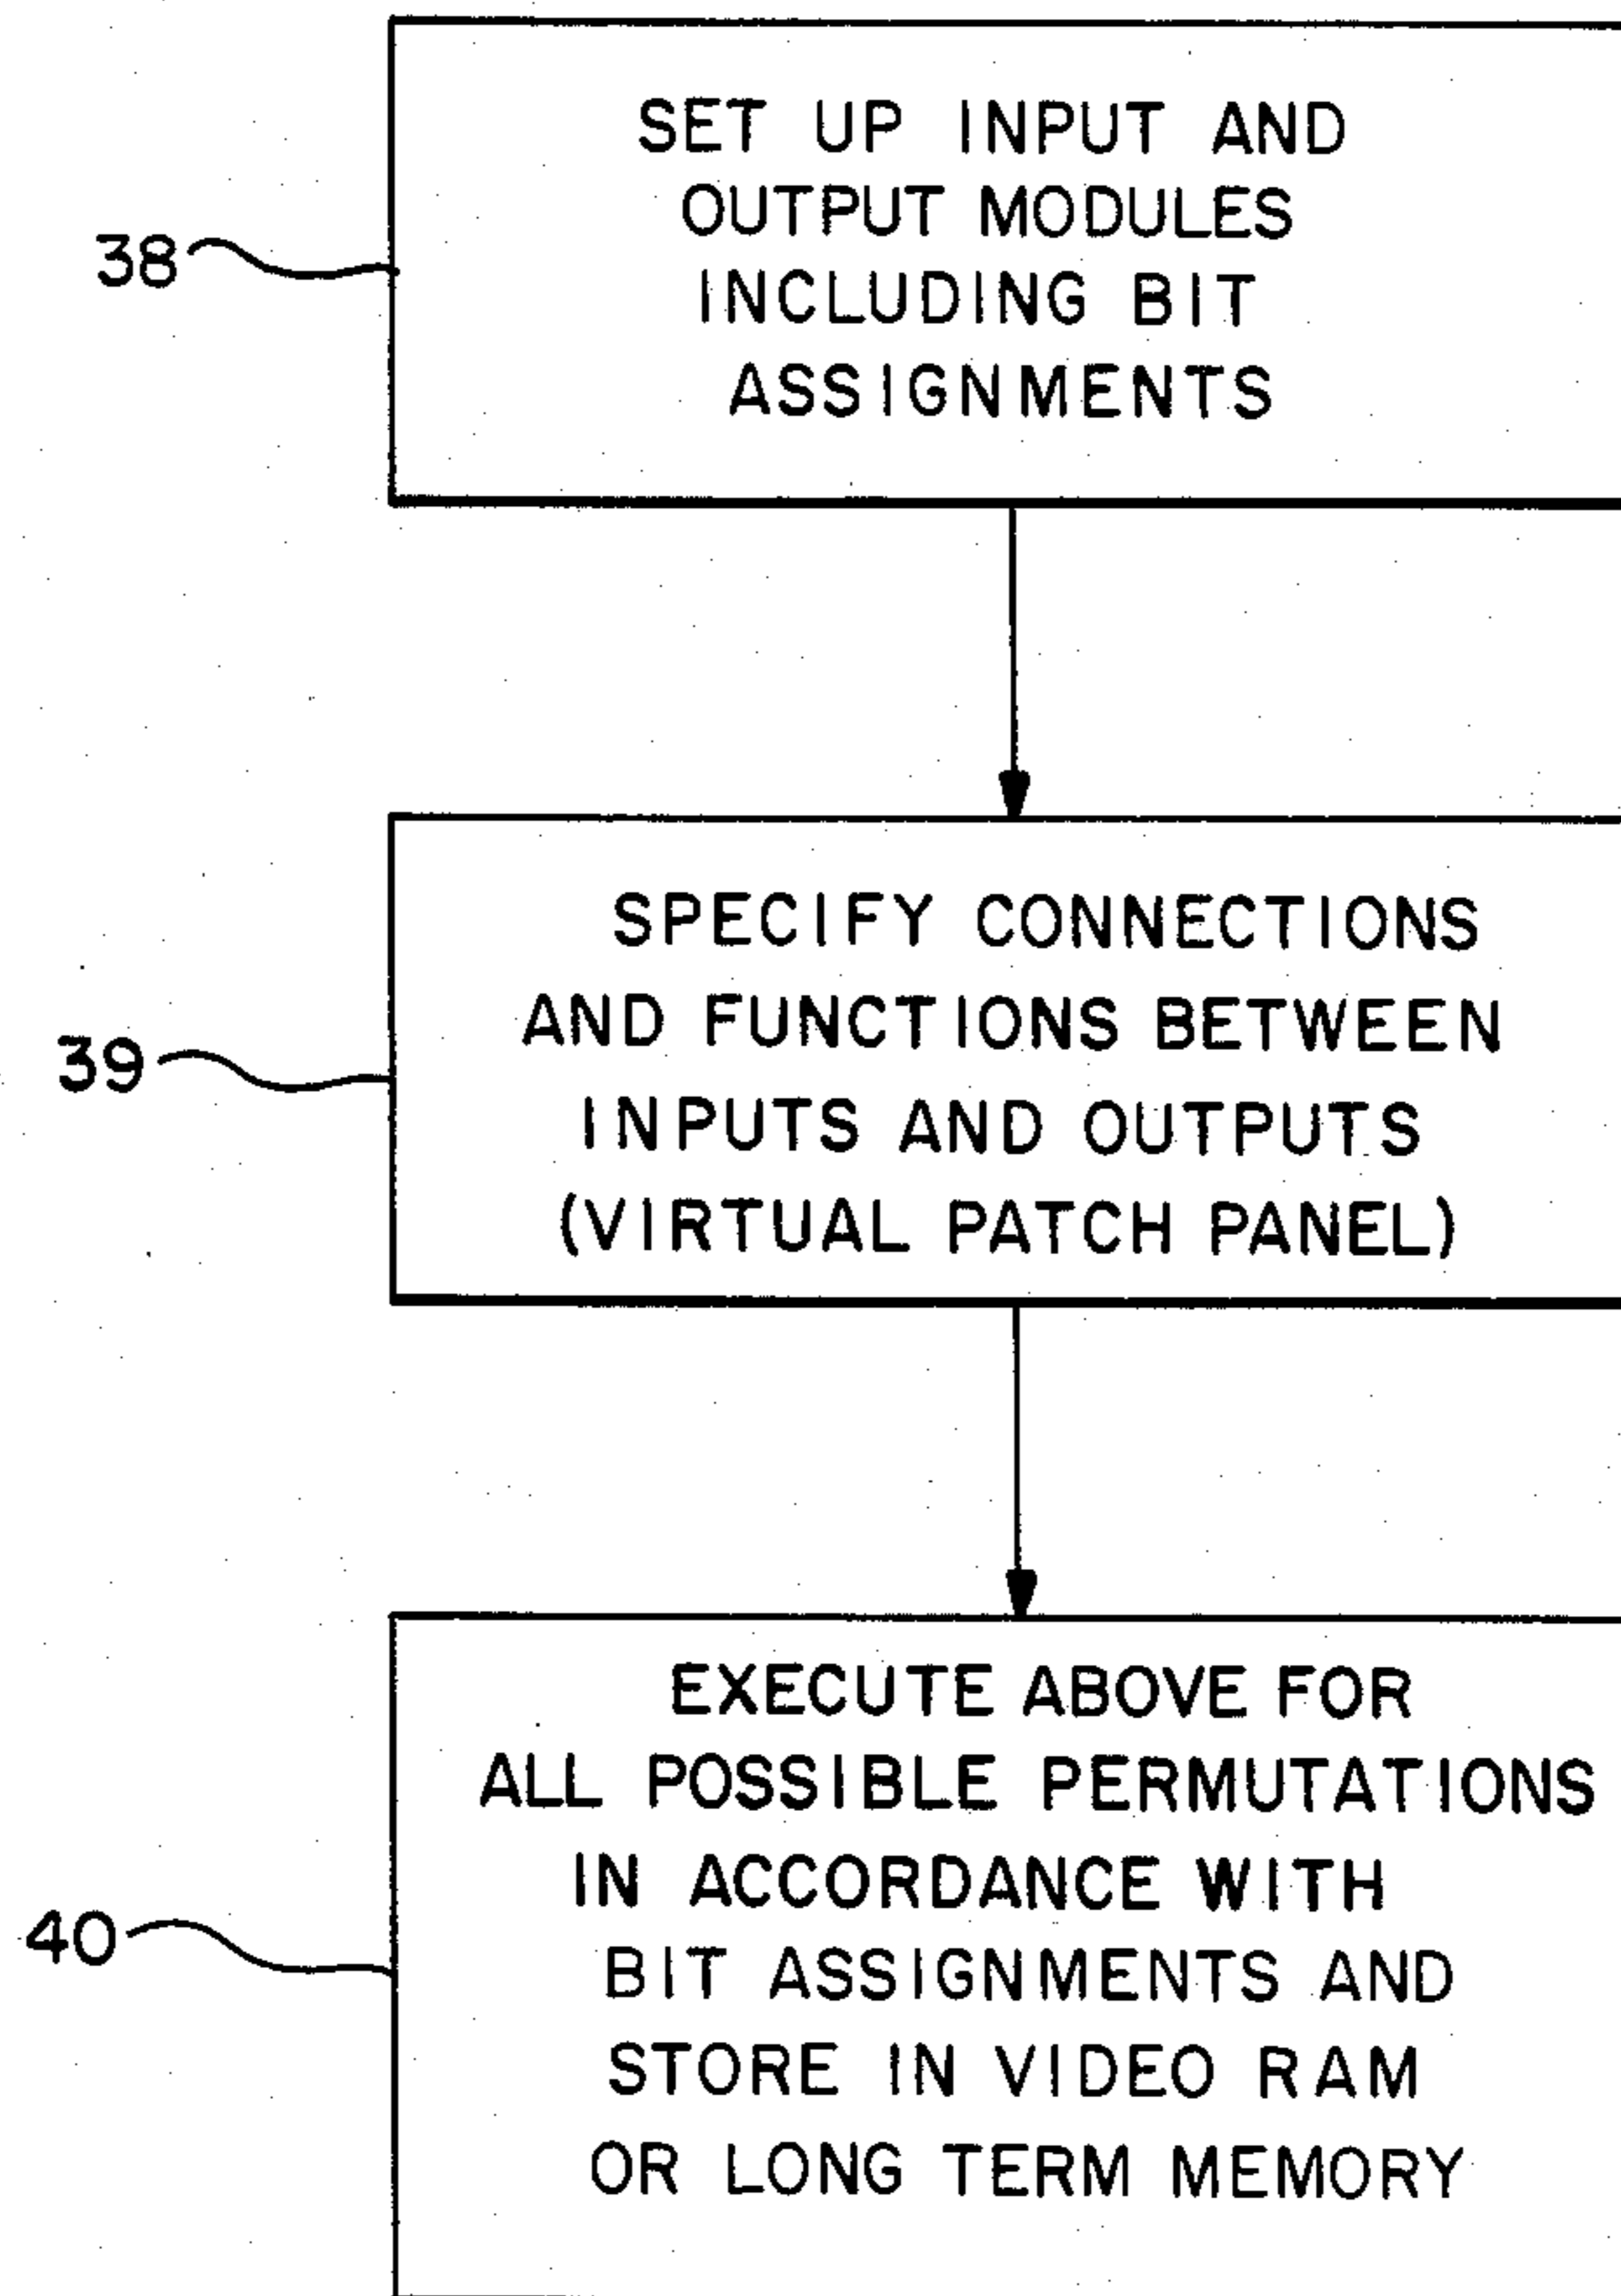 SET UP INPUT AND
OUTPUT MODULES
INCLUDING BIT
ASSIGNMENTS
38
SPECIFY CONNECTIONS
AND FUNCTIONS BETWEEN
INPUTS AND OUTPUTS
(VIRTUAL PATCH PANEL)
39
EXECUTE ABOVE FOR
ALL POSSIBLE PERMUTATIONS
IN ACCORDANCE WITH
BIT ASSIGNMENTS AND
STORE IN VIDEO RAM
OR LONG TERM MEMORY
40